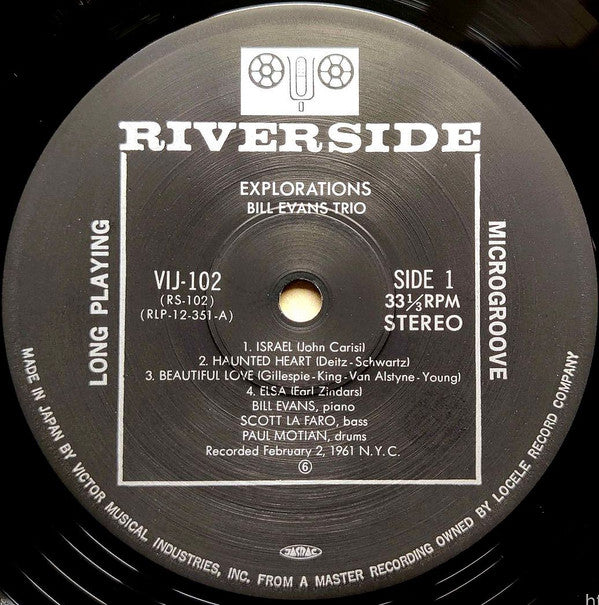 RIVERSIDE
EXPLORATIONS
BILL EVANS TRIO
LONG PLAYING
MICROGROOVE
VIJ-102
(RS-102)
(RLP-12-351-A)
SIDE 1
33⅓RPM
STEREO
1. ISRAEL (John Carisi)
2. HAUNTED HEART (Deitz-Schwartz)
3. BEAUTIFUL LOVE (Gillespie-King-Van Alstyne-Young)
4. ELSA (Earl Zindars)
BILL EVANS, piano
SCOTT LA FARO, bass
PAUL MOTIAN, drums
Recorded February 2, 1961 N.Y.C.
⑥
JASRAC
MADE IN JAPAN BY VICTOR MUSICAL INDUSTRIES, INC. FROM A MASTER RECORDING OWNED BY LOCELE RECORD COMPANY